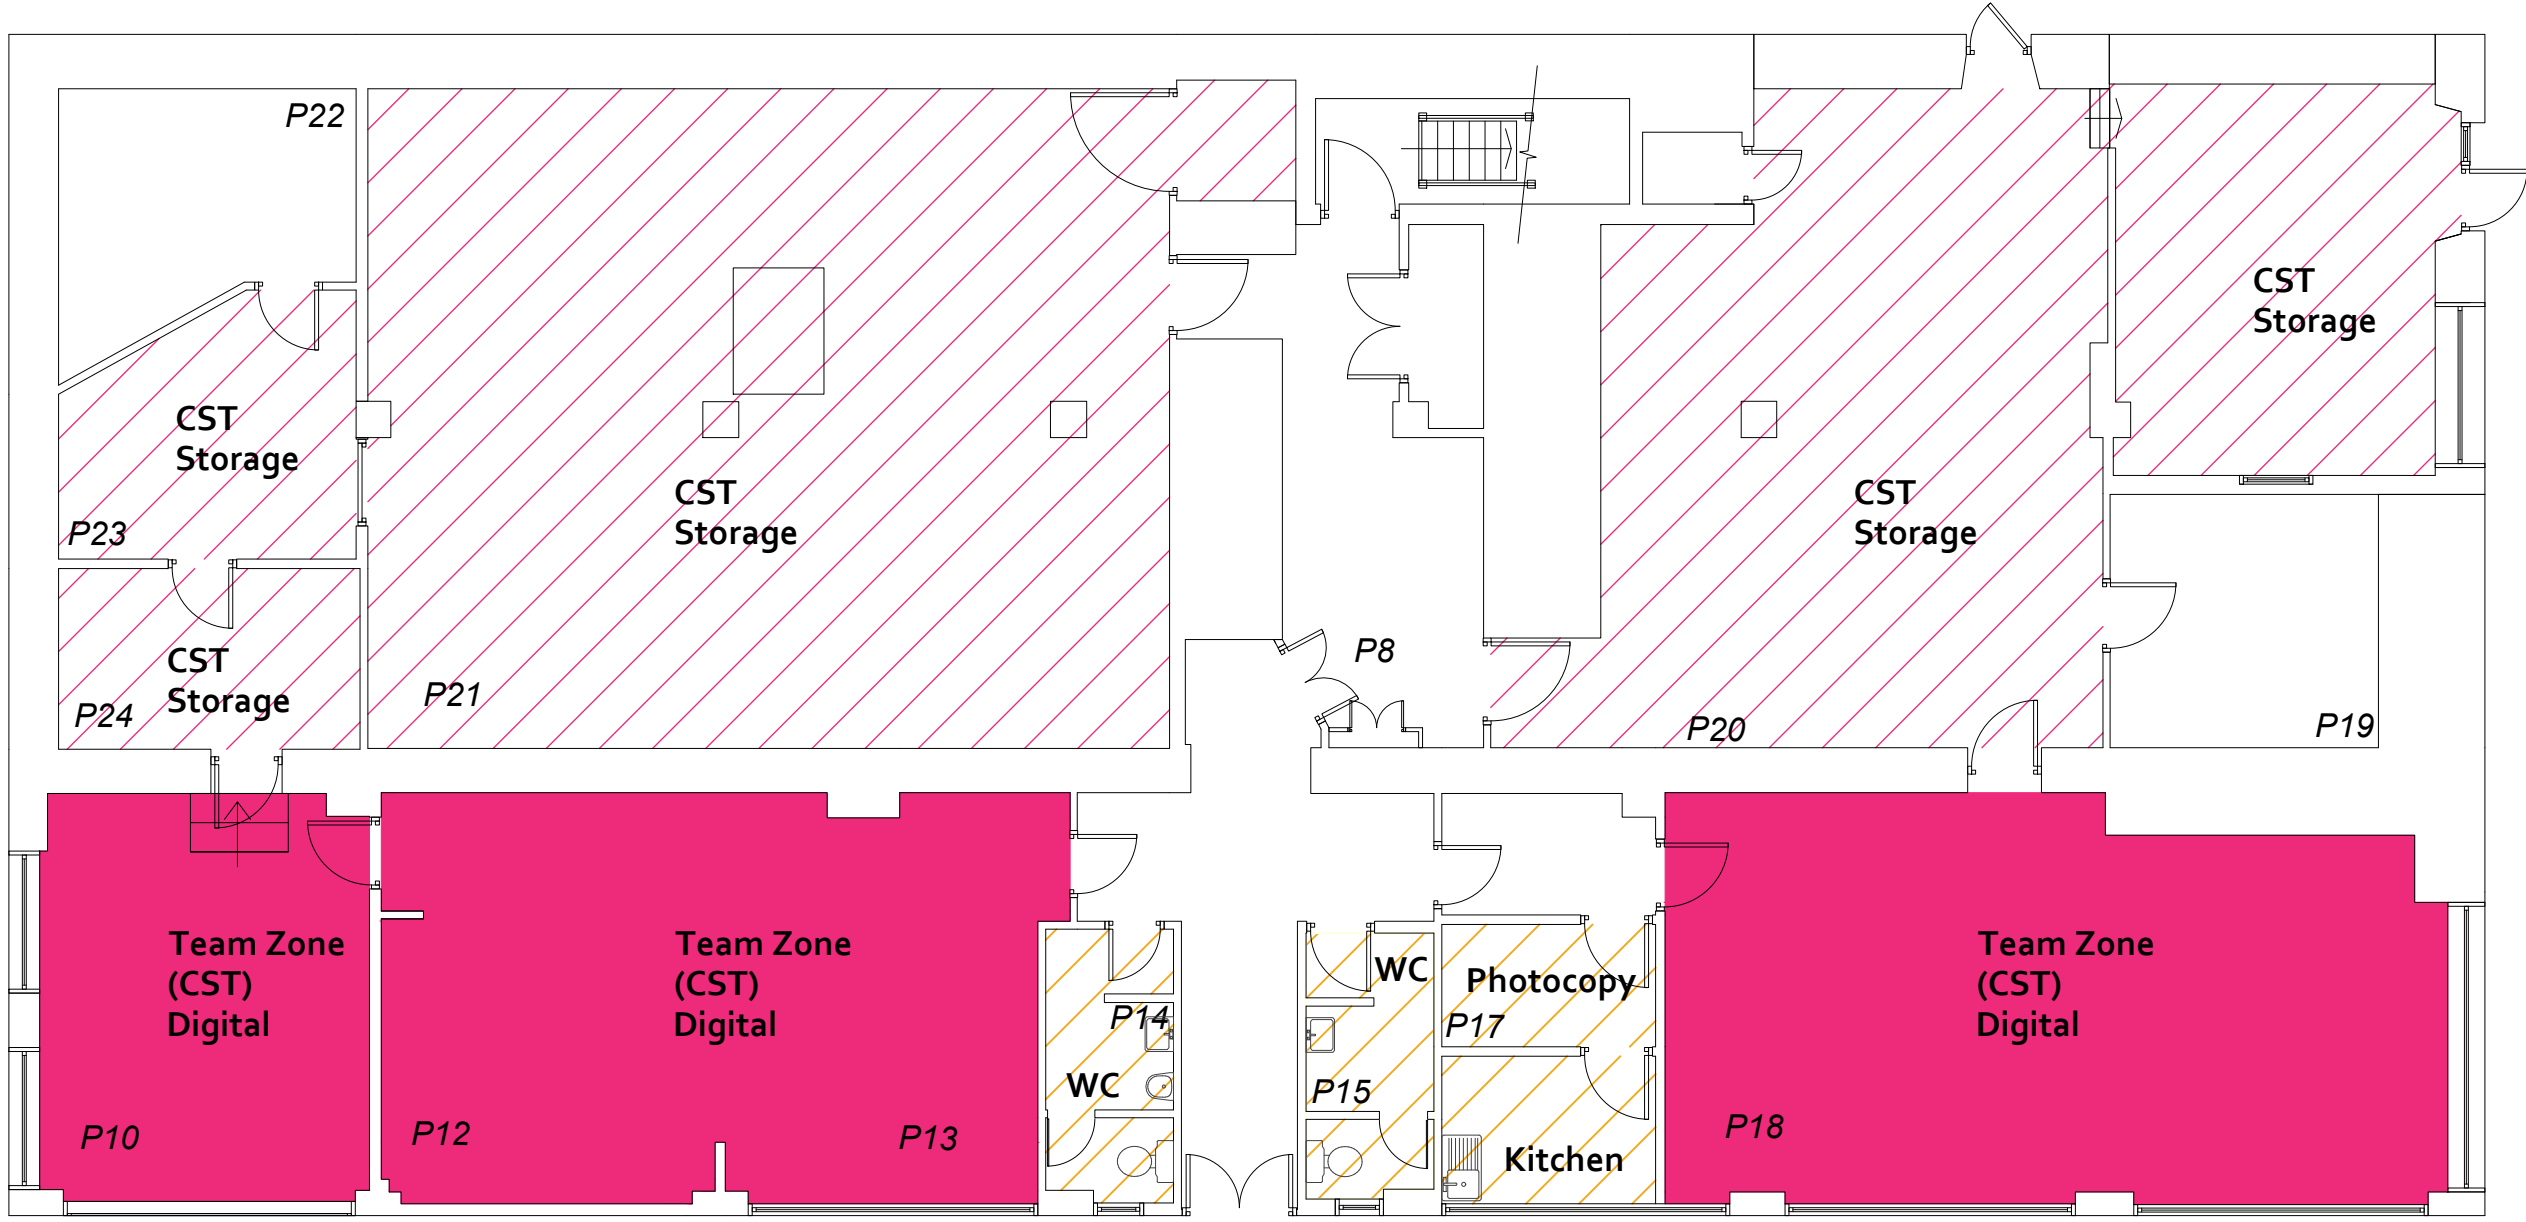 P22
CST
Storage
CST
Storage
P23
CST
Storage
CST
Storage
CST
Storage
P24
P21
P8
P20
P19
Team Zone
(CST)
Digital
P10
Team Zone
(CST)
Digital
P12
P13
P14
WC
WC
P15
Photocopy
P17
Kitchen
Team Zone
(CST)
Digital
P18